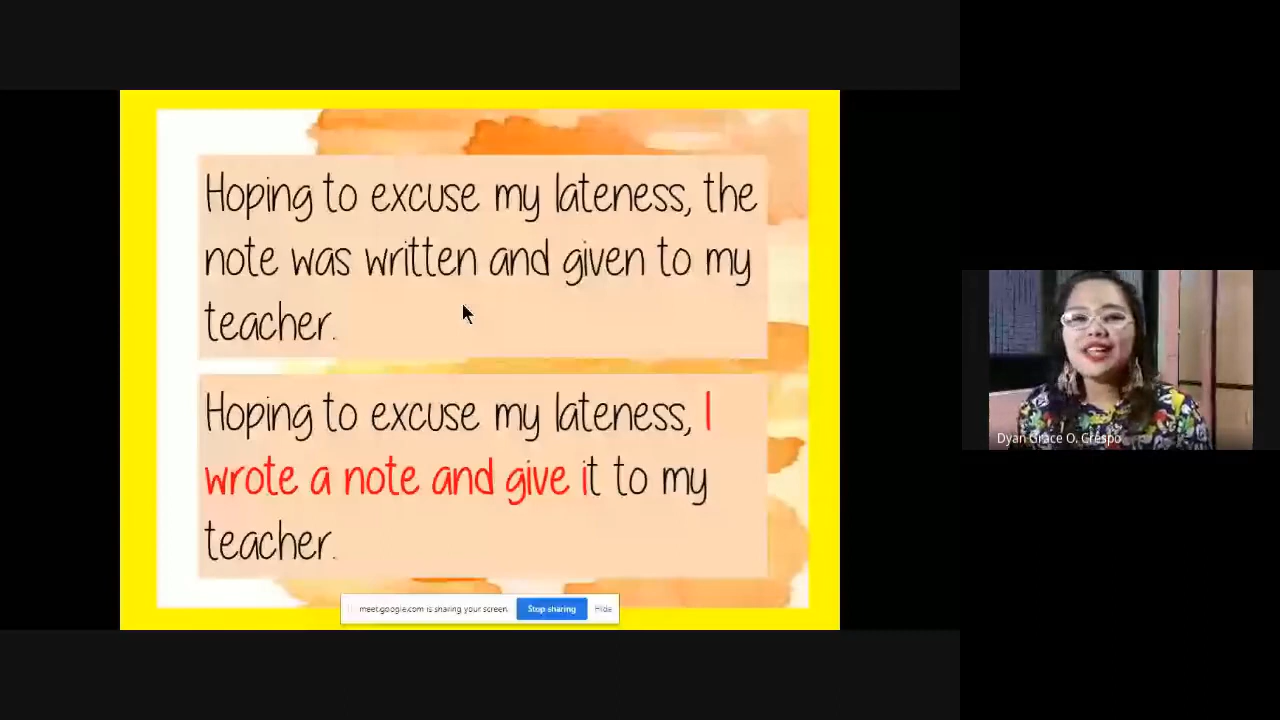 Hoping to excuse my lateness, the
note was written and given to my
teacher.
Hoping to excuse my lateness, I
wrote a note and give it to my
teacher.
meet.google.com is sharing your screen.
Stop sharing
Hide
Dyan Grace O. Crespo